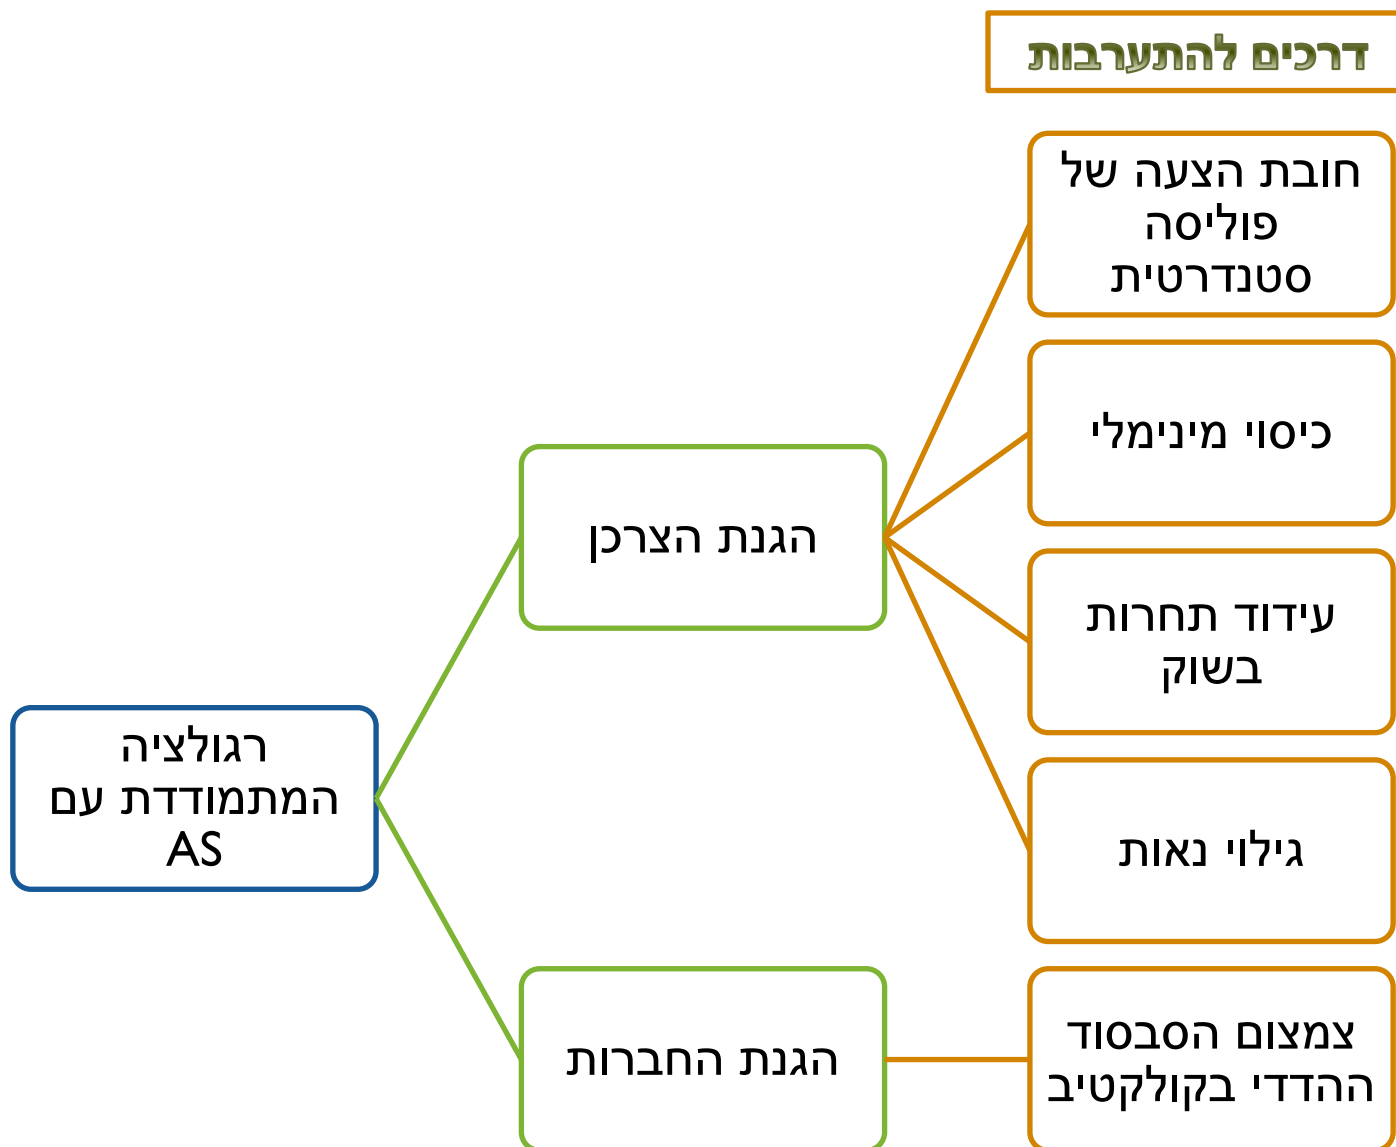 דרכים להתערבות
חובת הצעה של
פוליסה
סטנדרטית
כיסוי מינימלי
הגנת הצרכן
עידוד תחרות
בשוק
רגולציה
המתמודדת עם
AS
גילוי נאות
הגנת החברות
צמצום הסבסוד
ההדדי בקולקטיב